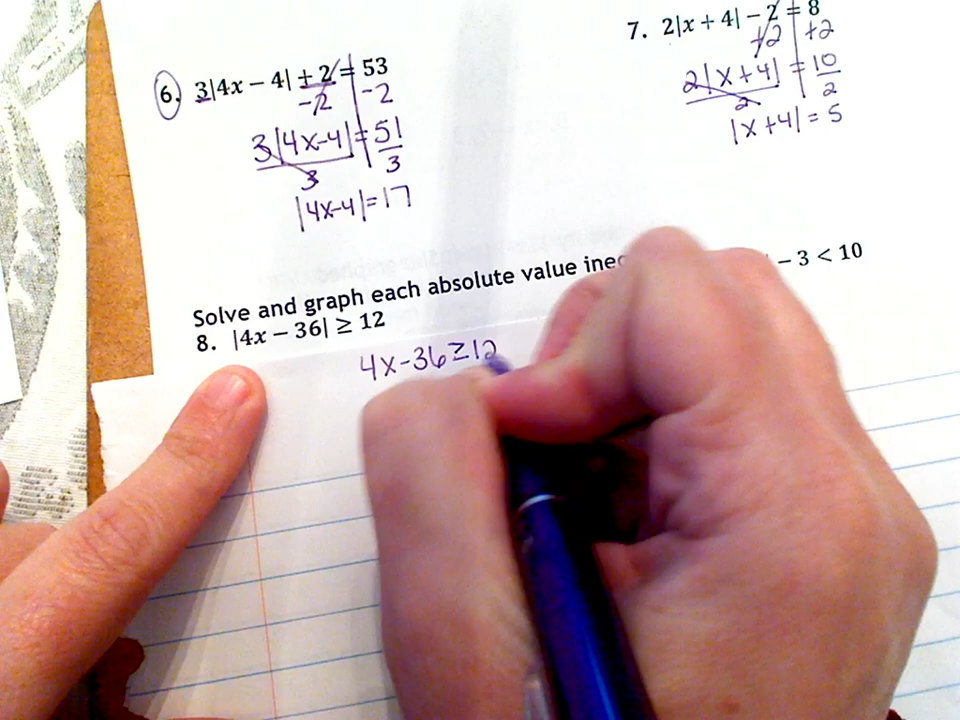 6. 3|4x − 4| + 2 = 53
-2 -2
3|4x-4| = 51
3 3
|4x-4| = 17
7. 2|x + 4| − 2 = 8
+2 +2
2|x+4| = 10
2 2
|x+4| = 5
Solve and graph each absolute value
− 3 < 10
8. |4x − 36| ≥ 12
4x-36≥12